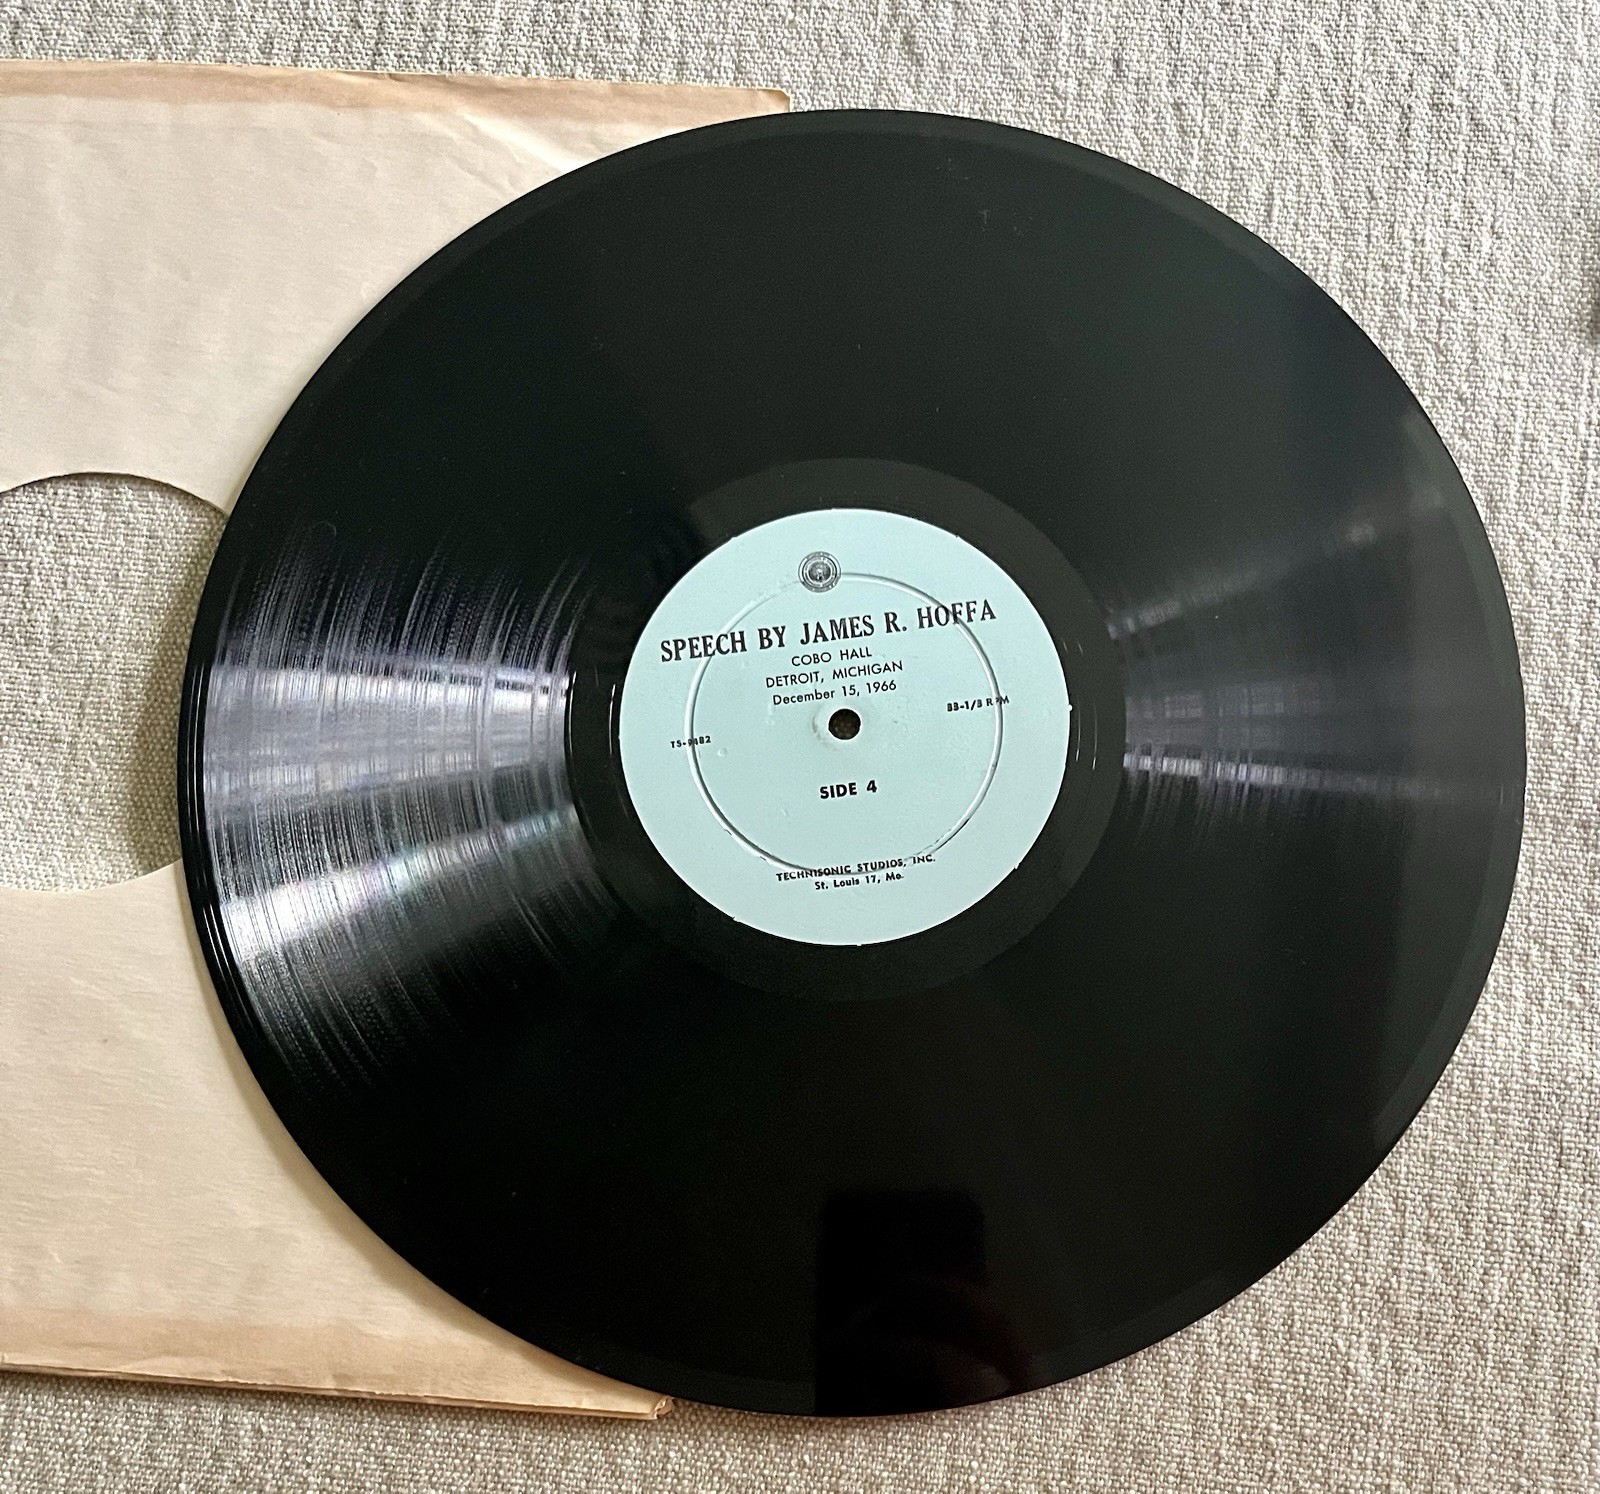 SPEECH BY JAMES R. HOFFA
COBO HALL
DETROIT, MICHIGAN
December 15, 1966
33-1/3 RPM
SIDE 4
TECHNISONIC STUDIOS, INC.
St. Louis 17, Mo.